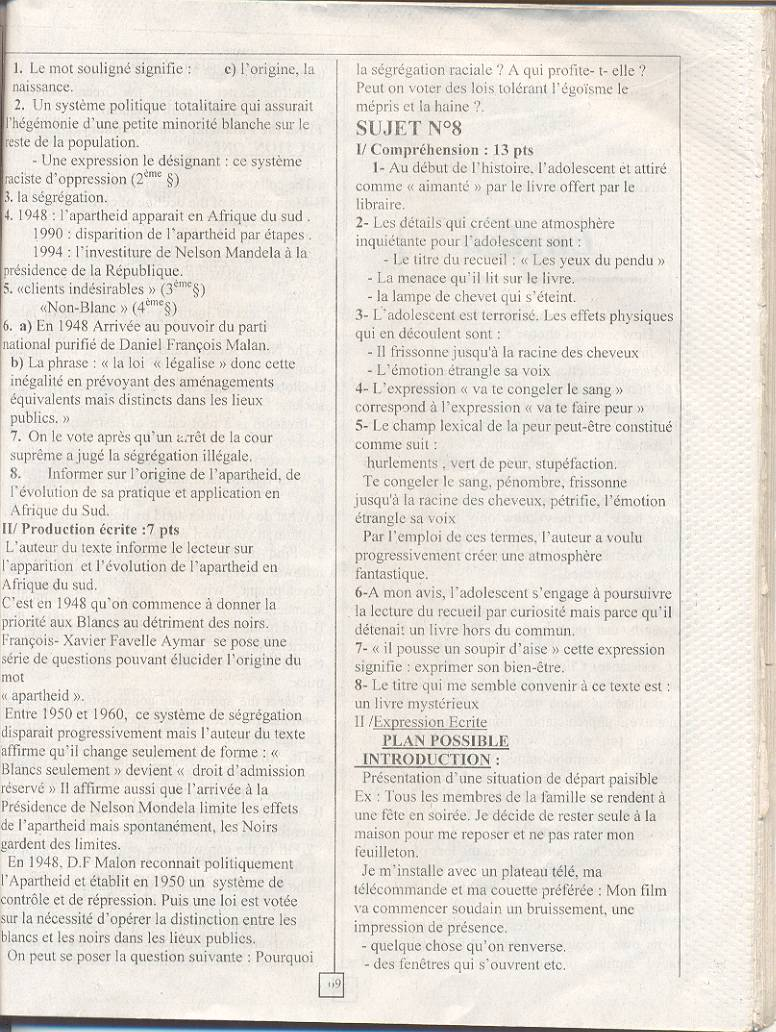 1. Le mot souligné signifie : c) l'origine, la
naissance.
2. Un système politique totalitaire qui assurait
l'hégémonie d'une petite minorité blanche sur le
reste de la population.
- Une expression le désignant : ce système
raciste d'oppression (2ème §)
3. la ségrégation.
4. 1948 : l'apartheid apparait en Afrique du sud .
1990 : disparition de l'apartheid par étapes .
1994 : l'investiture de Nelson Mandela à la
présidence de la République.
5. «clients indésirables » (3ème§)
«Non-Blanc » (4ème§)
6. a) En 1948 Arrivée au pouvoir du parti
national purifié de Daniel François Malan.
b) La phrase : « la loi « légalise » donc cette
inégalité en prévoyant des aménagements
équivalents mais distincts dans les lieux
publics. »
7. On le vote après qu'un arrêt de la cour
suprême a jugé la ségrégation illégale.
8. Informer sur l'origine de l'apartheid, de
l'évolution de sa pratique et application en
Afrique du Sud.
II/ Production écrite :7 pts
L'auteur du texte informe le lecteur sur
l'apparition et l'évolution de l'apartheid en
Afrique du sud.
C'est en 1948 qu'on commence à donner la
priorité aux Blancs au détriment des noirs.
François- Xavier Favelle Aymar se pose une
série de questions pouvant élucider l'origine du
mot
« apartheid ».
Entre 1950 et 1960, ce système de ségrégation
disparait progressivement mais l'auteur du texte
affirme qu'il change seulement de forme : «
Blancs seulement » devient « droit d'admission
réservé » Il affirme aussi que l'arrivée à la
Présidence de Nelson Mondela limite les effets
de l'apartheid mais spontanément, les Noirs
gardent des limites.
En 1948, D.F Malon reconnait politiquement
l'Apartheid et établit en 1950 un système de
contrôle et de répression. Puis une loi est votée
sur la nécessité d'opérer la distinction entre les
blancs et les noirs dans les lieux publics.
On peut se poser la question suivante : Pourquoi
la ségrégation raciale ? A qui profite- t- elle ?
Peut on voter des lois tolérant l'égoïsme le
mépris et la haine ?.
SUJET N°8
I/ Compréhension : 13 pts
1- Au début de l'histoire, l'adolescent et attiré
comme « aimanté » par le livre offert par le
libraire.
2- Les détails qui créent une atmosphère
inquiétante pour l'adolescent sont :
- Le titre du recueil : « Les yeux du pendu »
- La menace qu'il lit sur le livre.
- la lampe de chevet qui s'éteint.
3- L'adolescent est terrorisé. Les effets physiques
qui en découlent sont :
- Il frissonne jusqu'à la racine des cheveux
- L'émotion étrangle sa voix
4- L'expression « va te congeler le sang »
correspond à l'expression « va te faire peur »
5- Le champ lexical de la peur peut-être constitué
comme suit :
hurlements , vert de peur, stupéfaction.
Te congeler le sang, pénombre, frissonne
jusqu'à la racine des cheveux, pétrifie, l'émotion
étrangle sa voix
Par l'emploi de ces termes, l'auteur a voulu
progressivement créer une atmosphère
fantastique.
6-A mon avis, l'adolescent s'engage à poursuivre
la lecture du recueil par curiosité mais parce qu'il
détenait un livre hors du commun.
7- « il pousse un soupir d'aise » cette expression
signifie : exprimer son bien-être.
8- Le titre qui me semble convenir à ce texte est :
un livre mystérieux
II /Expression Ecrite
PLAN POSSIBLE
INTRODUCTION :
Présentation d'une situation de départ paisible
Ex : Tous les membres de la famille se rendent à
une fête en soirée. Je décide de rester seule à la
maison pour me reposer et ne pas rater mon
feuilleton.
Je m'installe avec un plateau télé, ma
télécommande et ma couette préférée : Mon film
va commencer soudain un bruissement, une
impression de présence.
- quelque chose qu'on renverse.
- des fenêtres qui s'ouvrent etc.
69